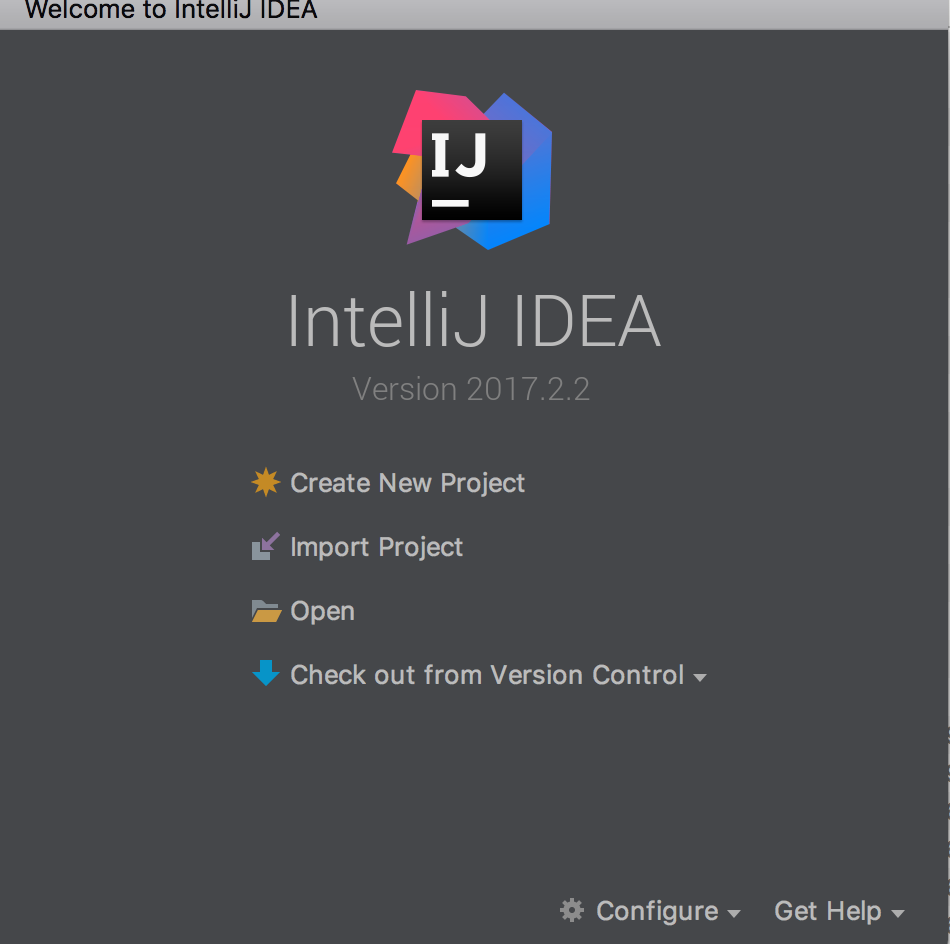 Welcome to IntelliJ IDEA
IJ
IntelliJ IDEA
Version 2017.2.2
Create New Project
Import Project
Open
Check out from Version Control
Configure
Get Help